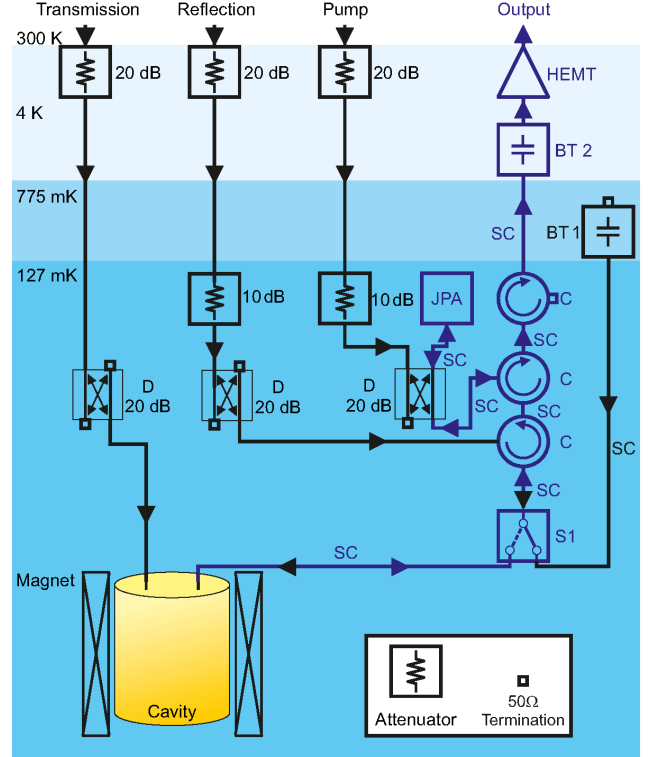 Transmission Reflection Pump Output
300 K
20 dB 20 dB 20 dB HEMT
4 K
BT 2
775 mK
SC BT 1
127 mK
10 dB 10 dB JPA C
SC SC
D D D C
20 dB 20 dB 20 dB SC SC
C SC
SC
S1
SC
Magnet
Cavity
50Ω
Attenuator Termination